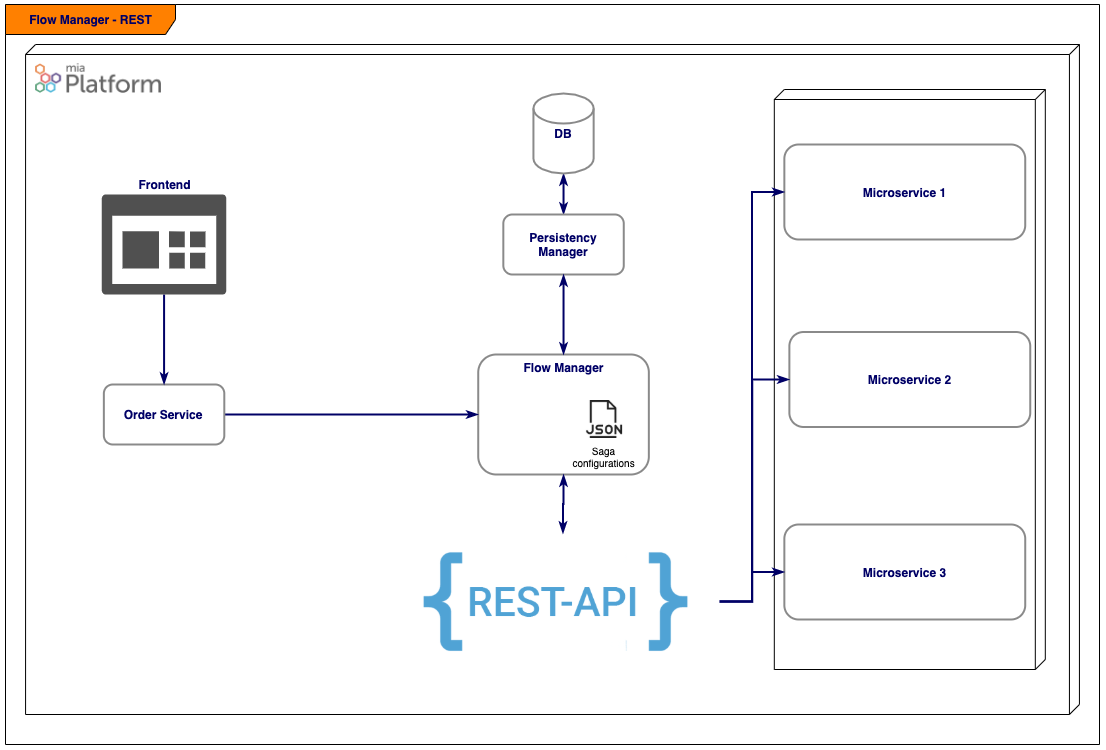 Flow Manager - REST
mia
Platform
DB
Frontend
Persistency
Manager
Microservice 1
Flow Manager
JSON
Saga
configurations
Order Service
Microservice 2
{REST-API}
Microservice 3